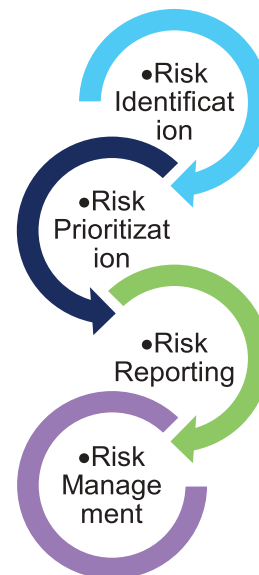 •Risk
Identificat
ion
•Risk
Prioritizat
ion
•Risk
Reporting
•Risk
Manage
ment